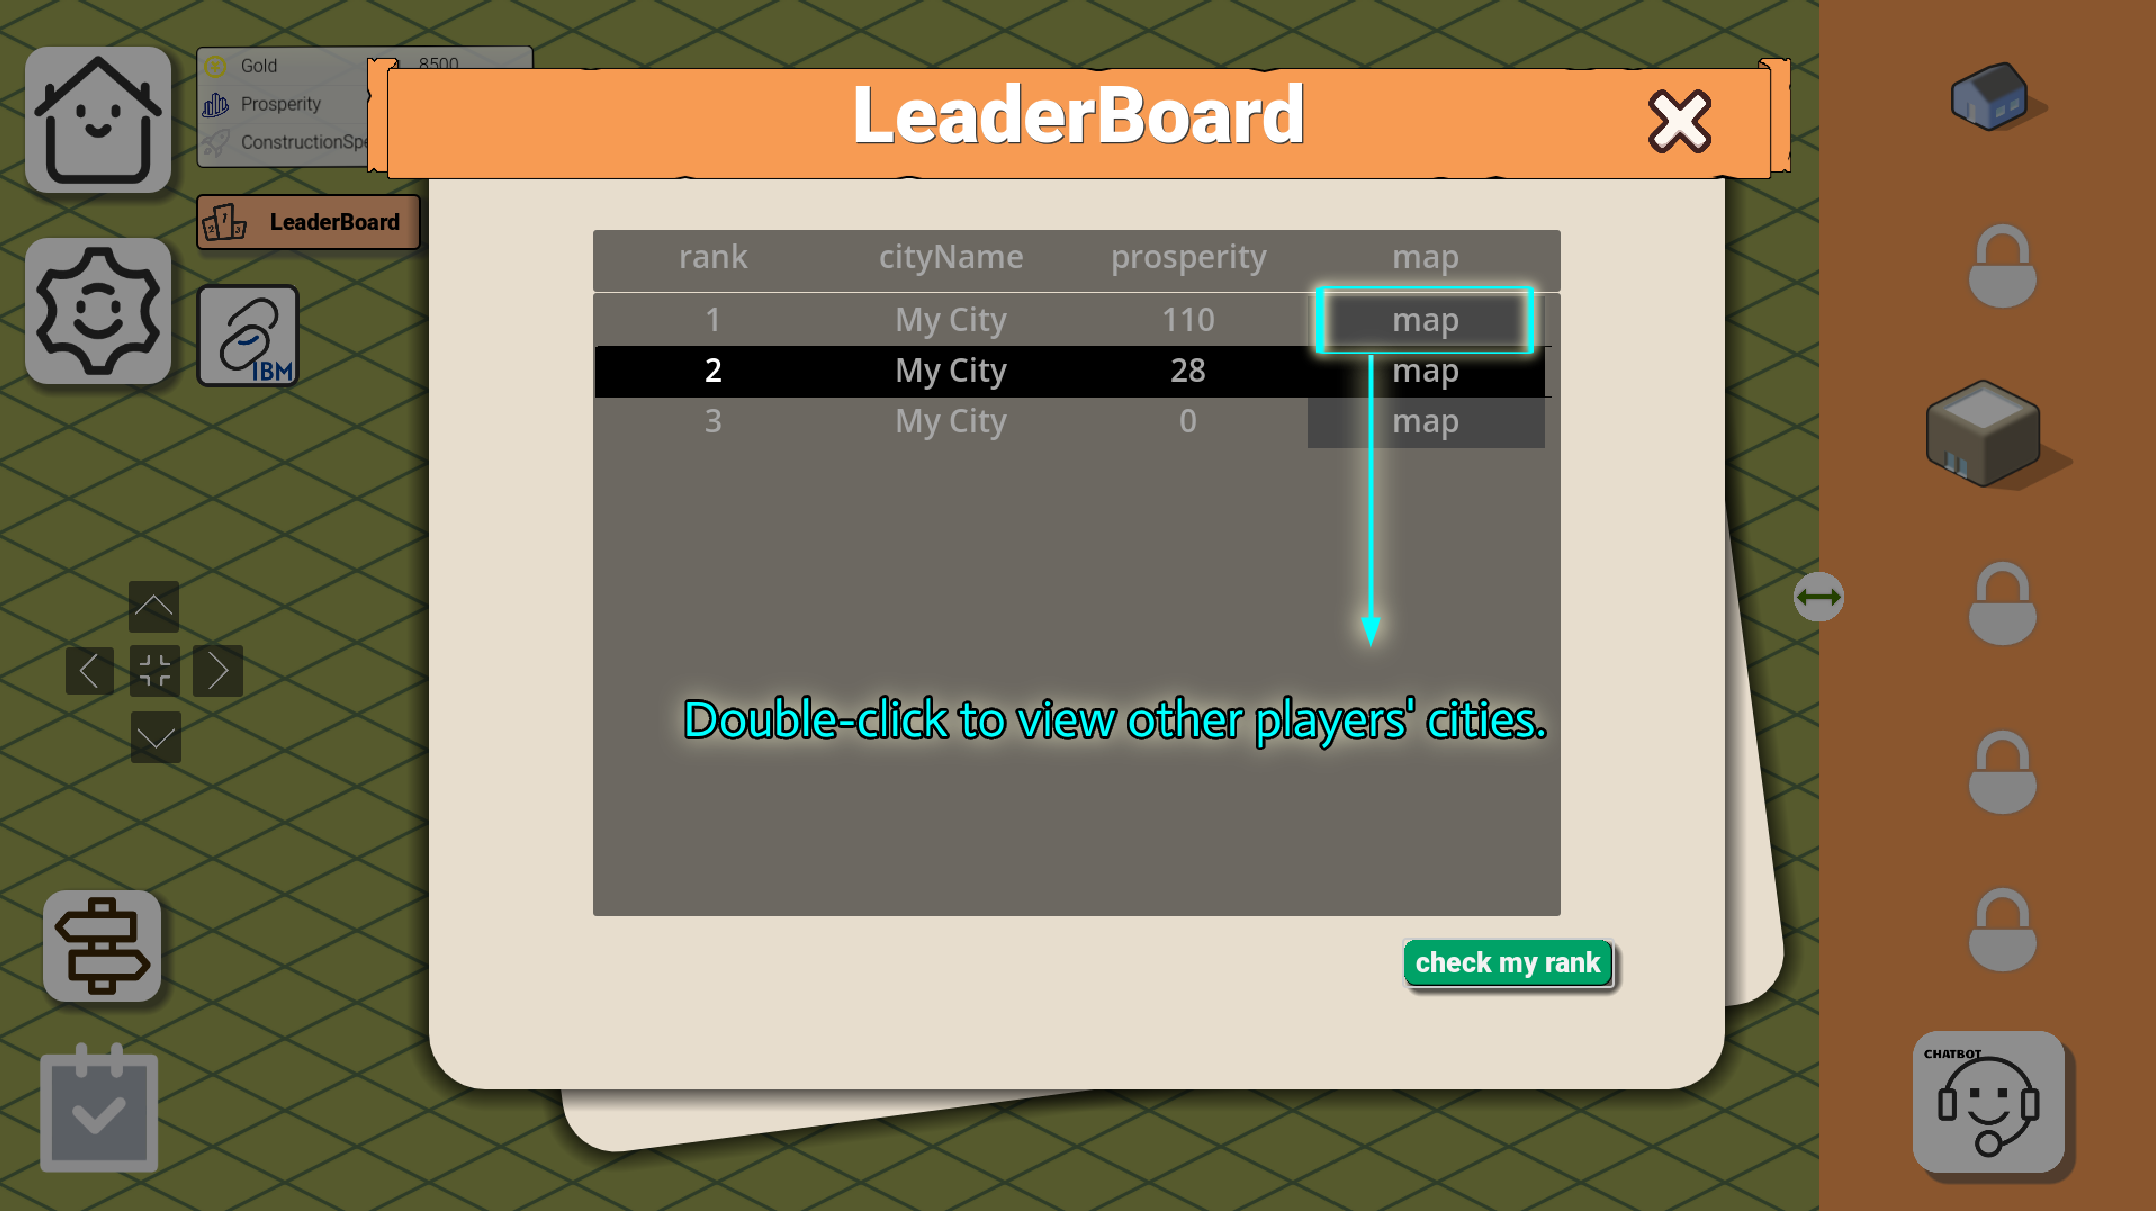 Gold 8500
Prosperity
ConstructionSpe
LeaderBoard
LeaderBoard
IBM
rank cityName prosperity map
1 My City 110 map
2 My City 28 map
3 My City 0 map
Double-click to view other players' cities.
check my rank
CHATBOT